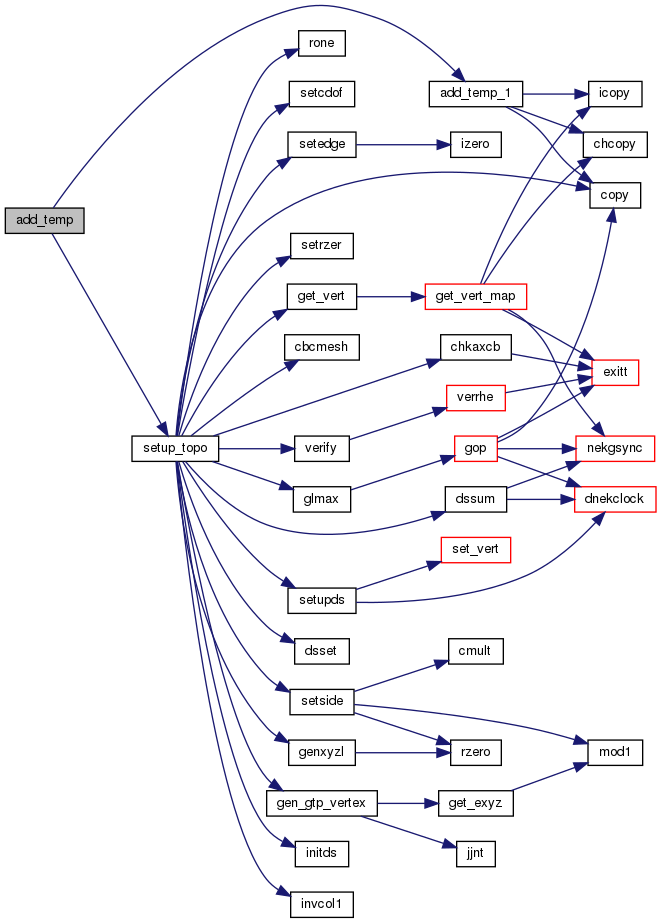 rone
setcdof
add_temp_1
icopy
setedge
izero
chcopy
copy
add_temp
setrzer
get_vert
get_vert_map
cbcmesh
chkaxcb
exitt
verrhe
setup_topo
verify
gop
nekgsync
glmax
dssum
dnekclock
set_vert
setupds
dsset
cmult
setside
genxyzl
rzero
mod1
gen_gtp_vertex
get_exyz
initds
jjnt
invcol1